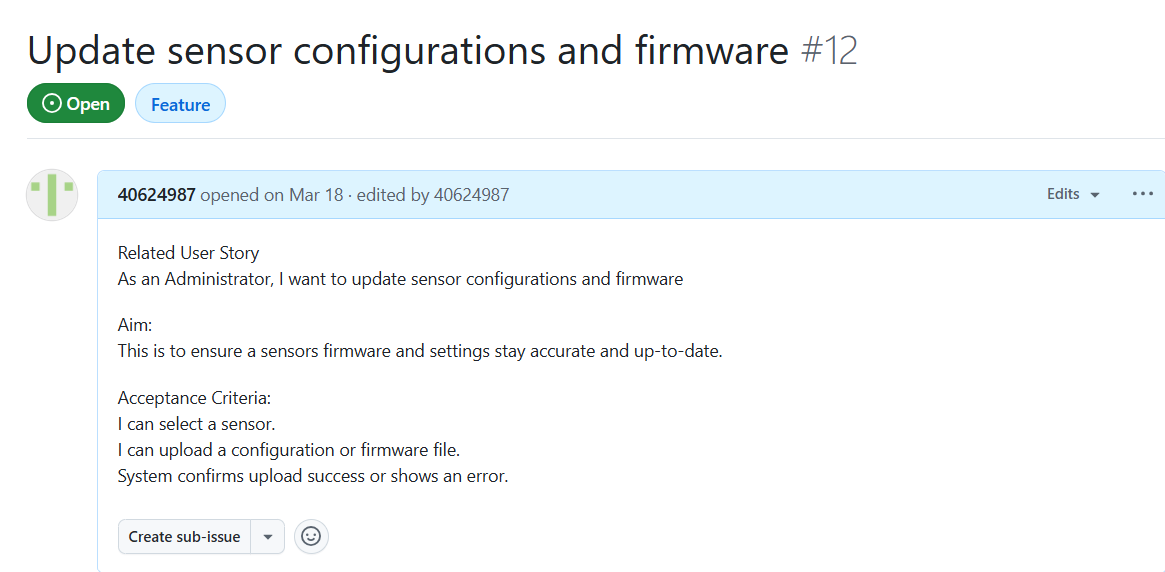 Update sensor configurations and firmware #12
Open Feature
40624987 opened on Mar 18 · edited by 40624987 Edits
Related User Story
As an Administrator, I want to update sensor configurations and firmware
Aim:
This is to ensure a sensors firmware and settings stay accurate and up-to-date.
Acceptance Criteria:
I can select a sensor.
I can upload a configuration or firmware file.
System confirms upload success or shows an error.
Create sub-issue